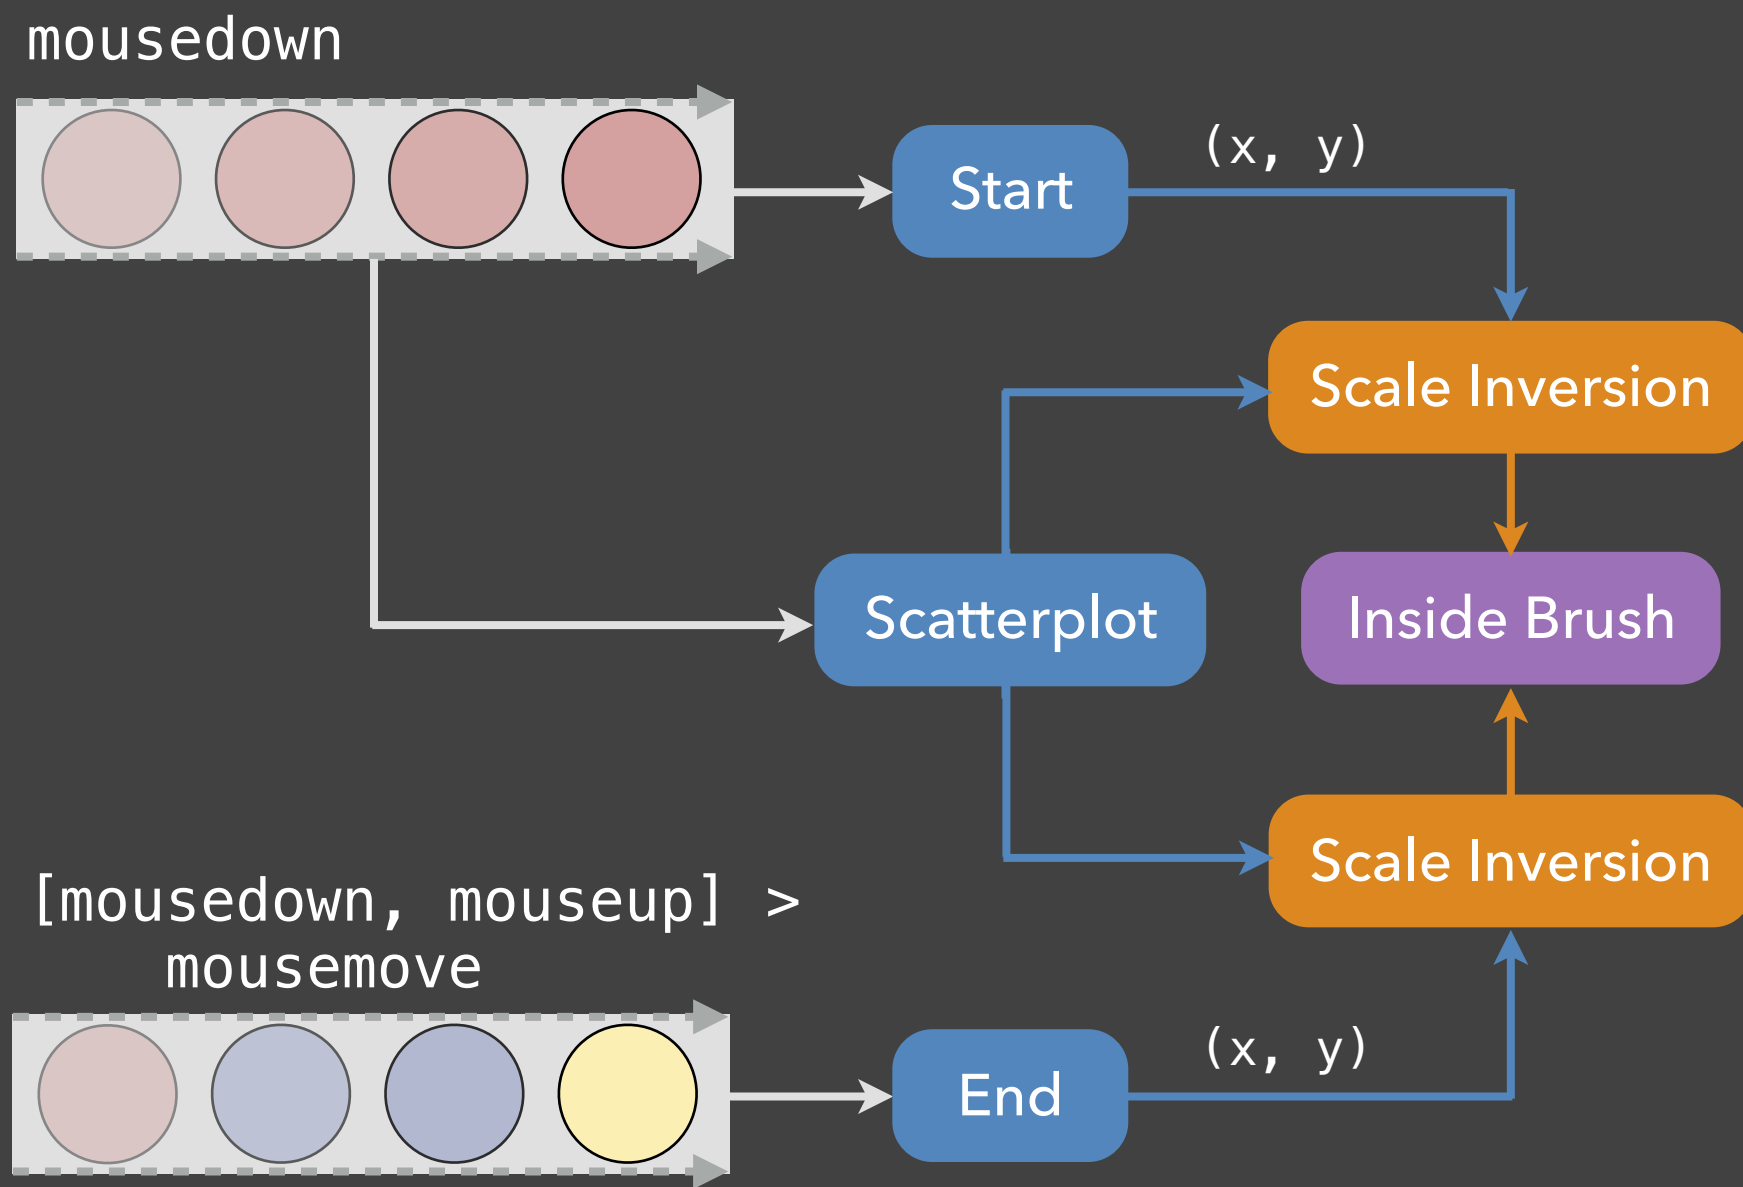 mousedown
Start
(x, y)
Scale Inversion
Scatterplot
Inside Brush
Scale Inversion
[mousedown, mouseup] >
mousemove
End
(x, y)